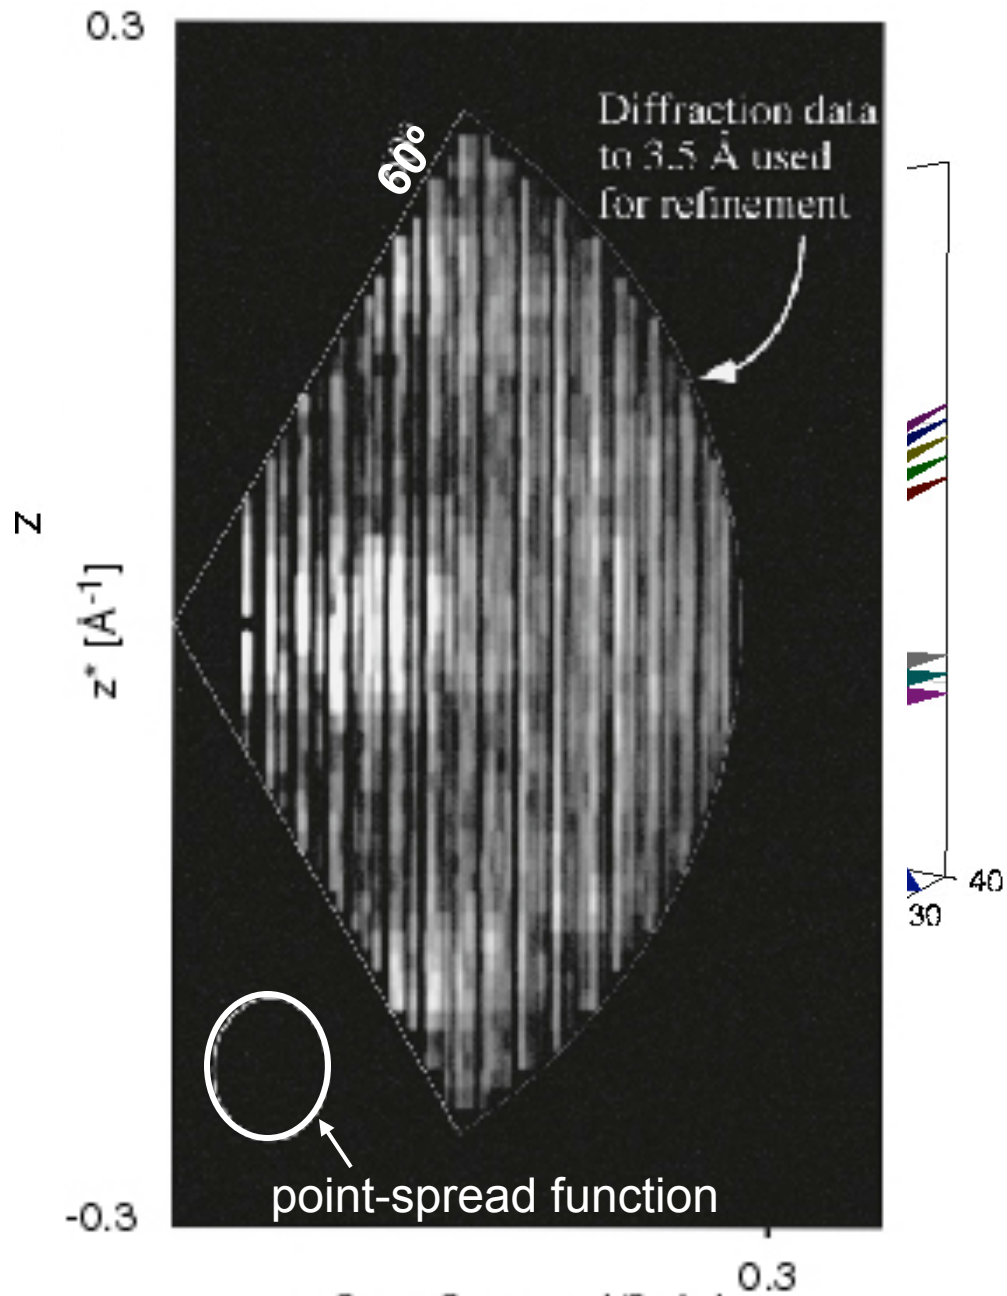 0.3
60°
Diffraction data
to 3.5 Å used
for refinement
z
z* [Å-1]
40
30
point-spread function
-0.3
0.3